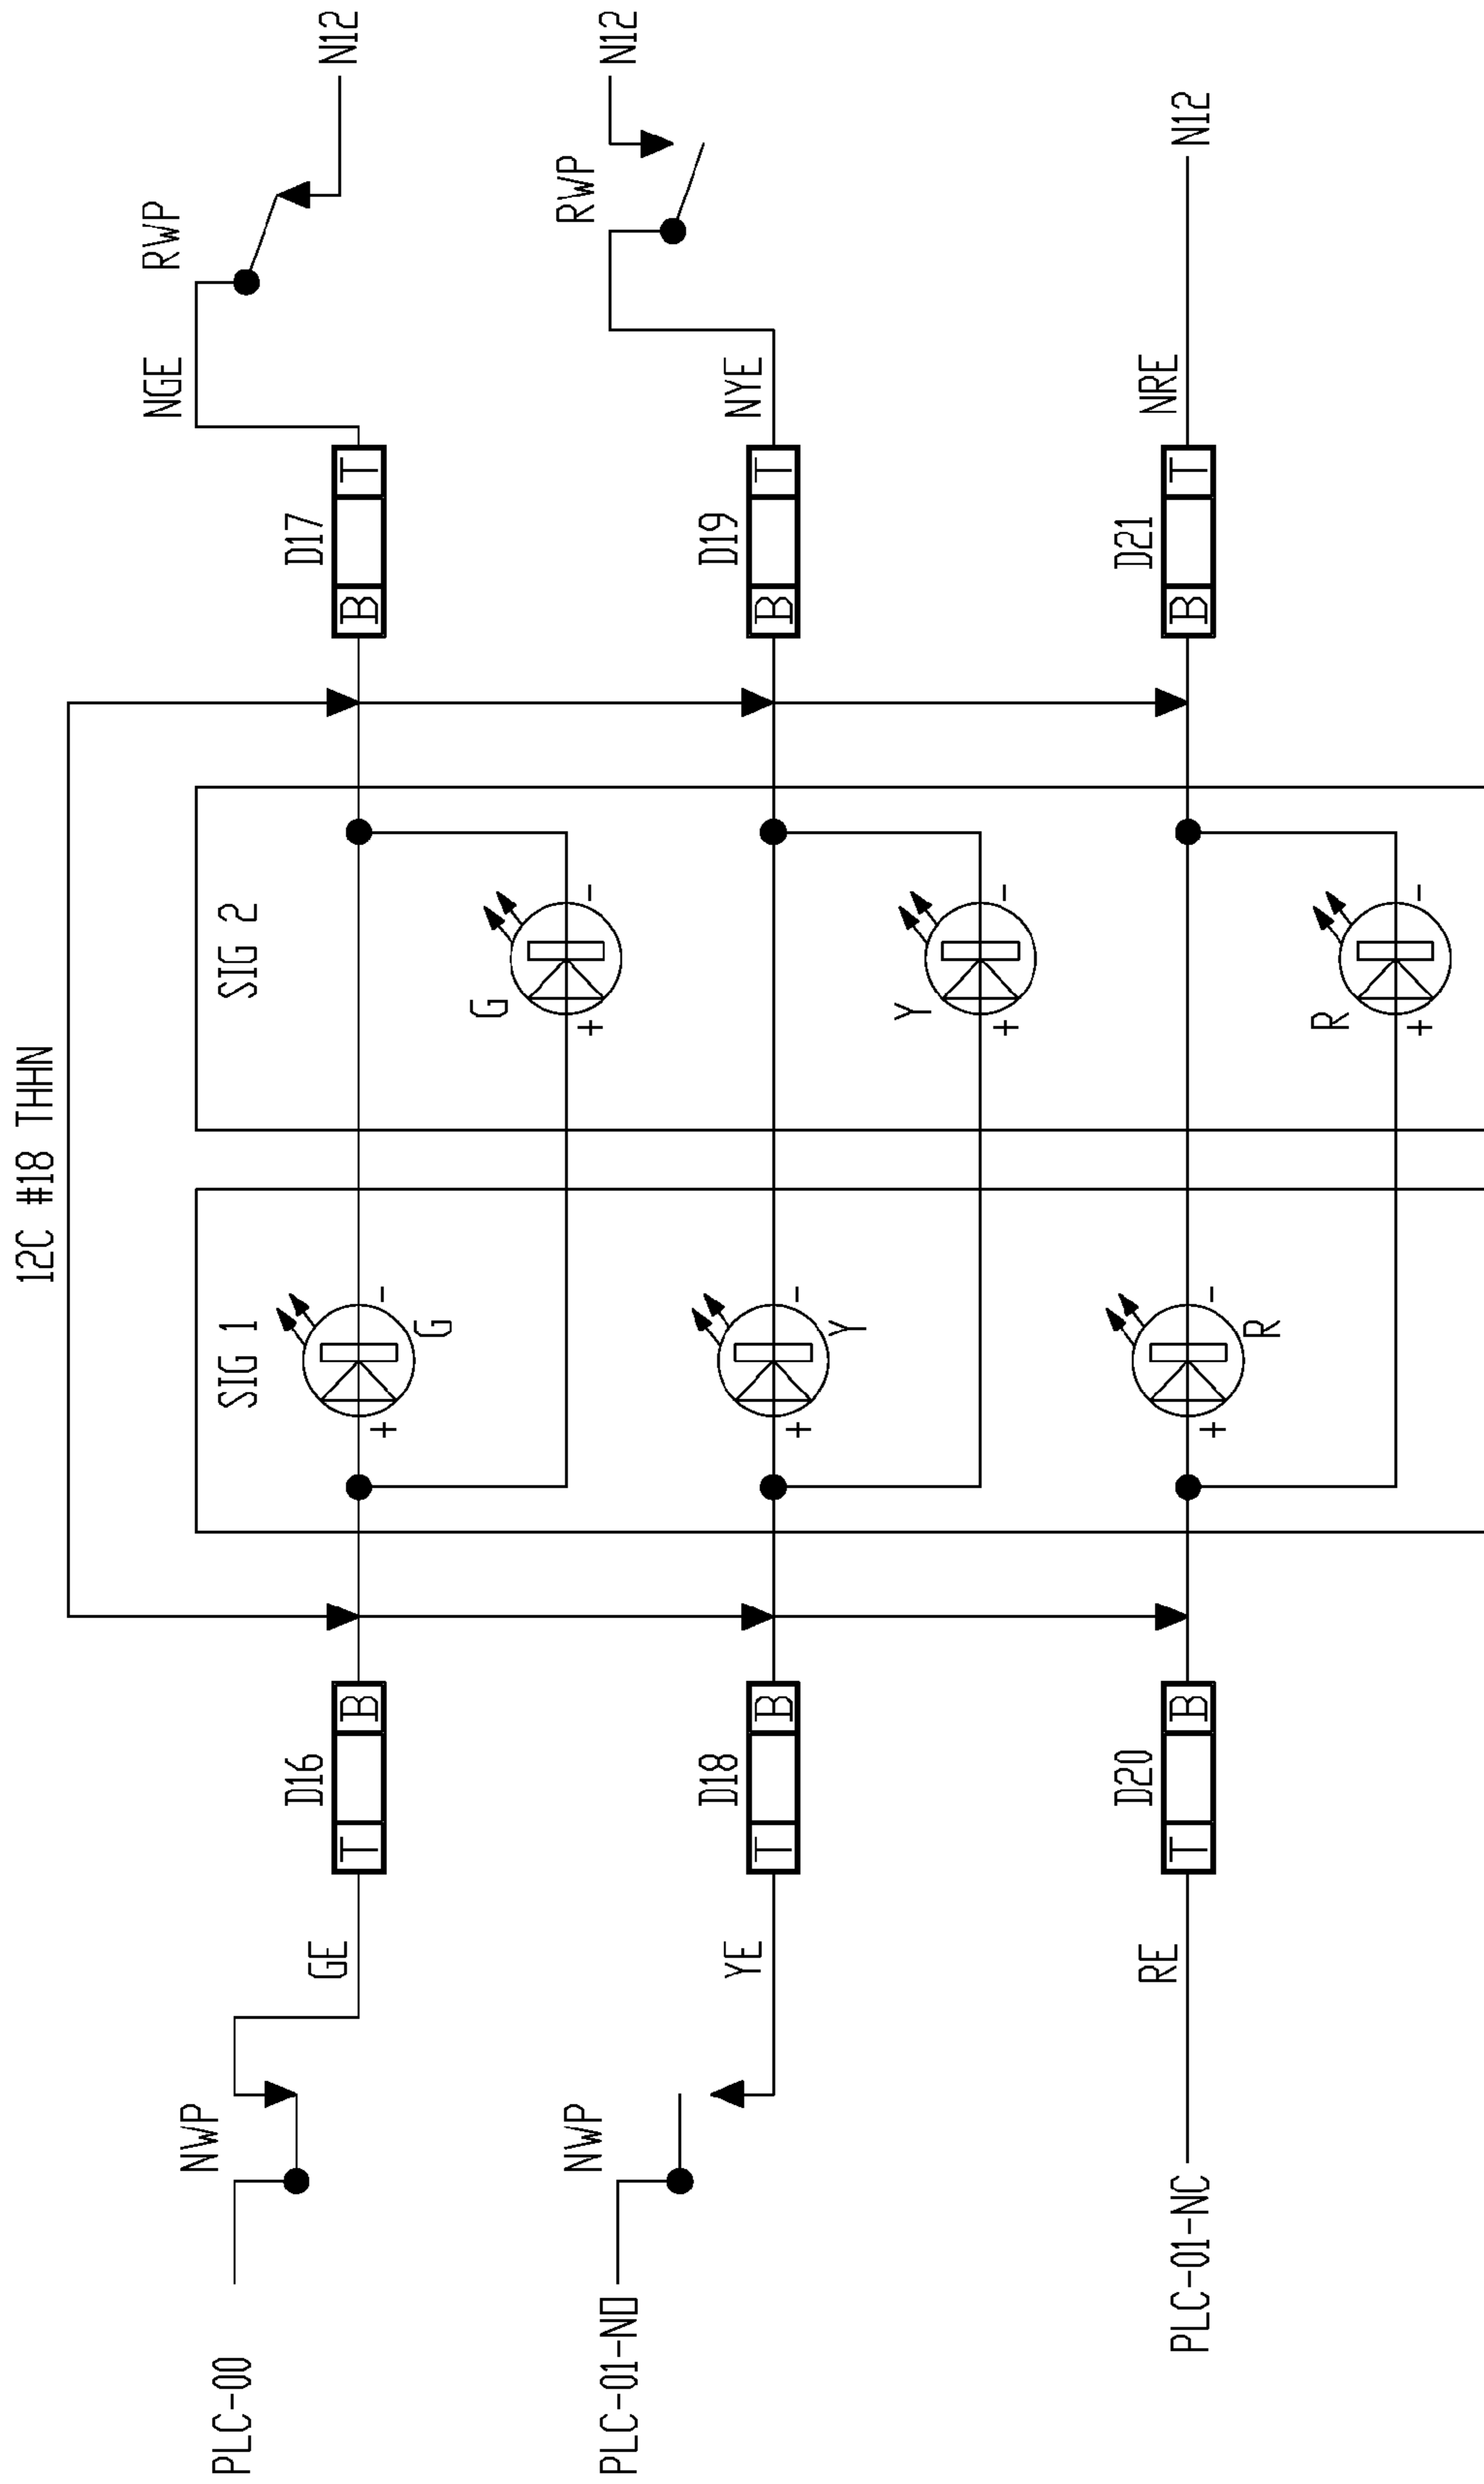 12C #18 THHN
PLC-00
NWP
GE
D16
T B
SIG 1
+ -
G
SIG 2
G
+ -
D17
B T
NGE
RWP
N12
PLC-01-NO
NWP
YE
D18
T B
+ -
Y
Y
+ -
D19
B T
NYE
RWP
N12
PLC-01-NC
RE
D20
T B
+ -
R
R
+ -
D21
B T
NRE
N12